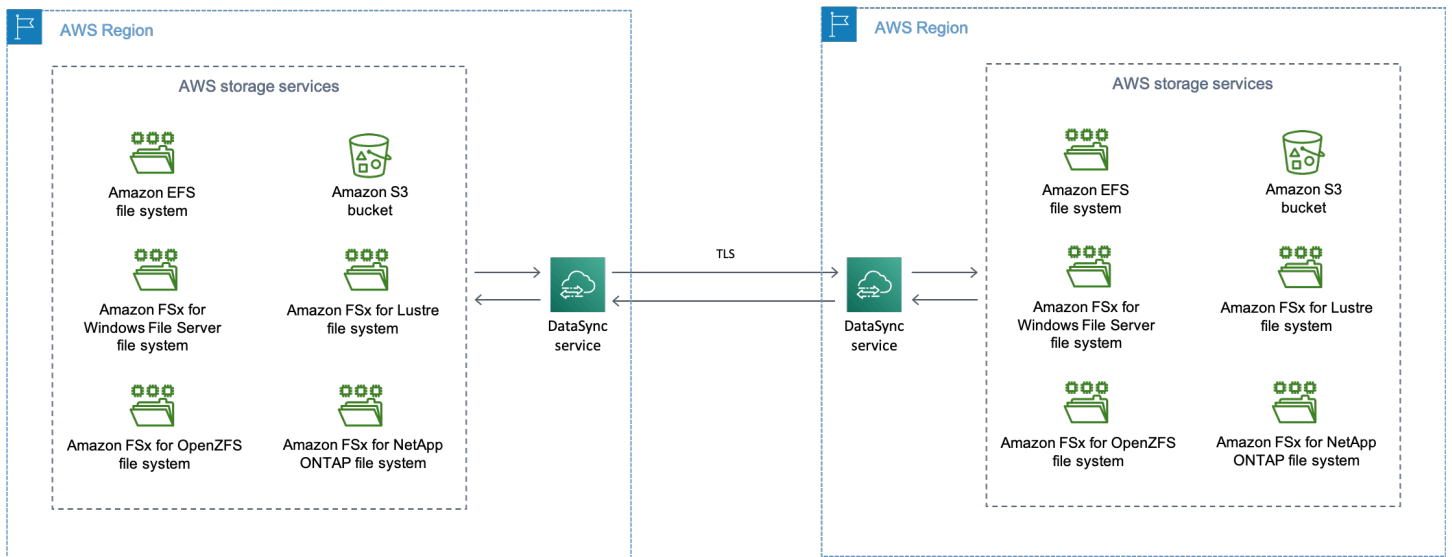 AWS Region
AWS storage services
Amazon EFS
file system
Amazon S3
bucket
Amazon FSx for
Windows File Server
file system
Amazon FSx for Lustre
file system
Amazon FSx for OpenZFS
file system
Amazon FSx for NetApp
ONTAP file system
DataSync
service
TLS
DataSync
service
AWS Region
AWS storage services
Amazon EFS
file system
Amazon S3
bucket
Amazon FSx for
Windows File Server
file system
Amazon FSx for Lustre
file system
Amazon FSx for OpenZFS
file system
Amazon FSx for NetApp
ONTAP file system